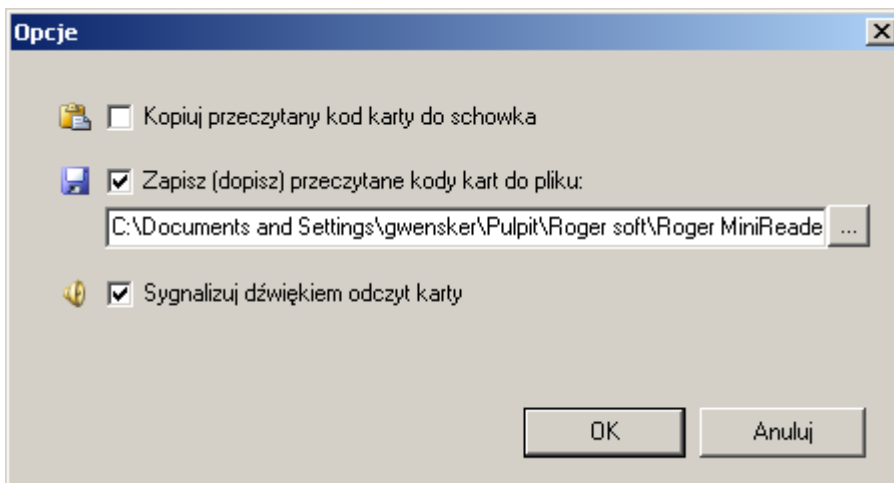 Opcje
Kopiuj przeczytany kod karty do schowka
Zapisz (dopisz) przeczytane kody kart do pliku:
C:\Documents and Settings\gwensker\Pulpit\Roger soft\Roger MiniReade
...
Sygnalizuj dźwiękiem odczyt karty
OK Anuluj